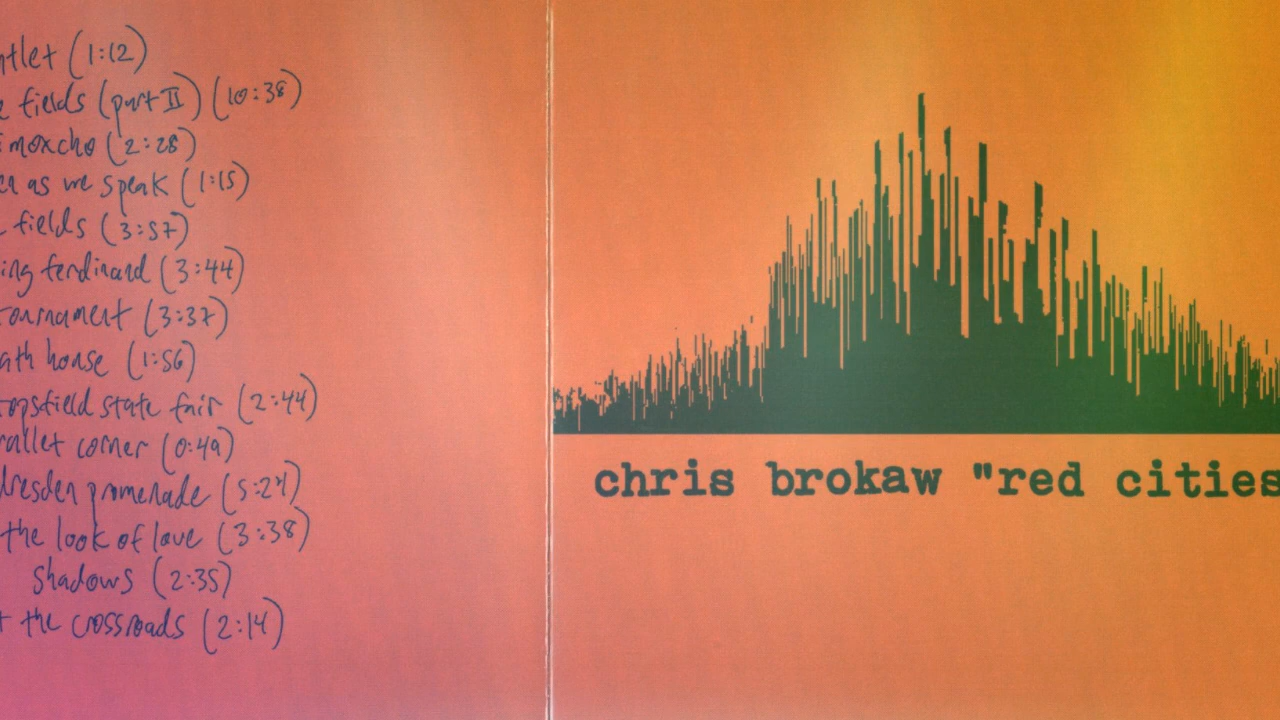 ntlet (1:12)
fields (part II) (10:38)
moxcho (2:28)
as we speak (1:15)
fields (3:57)
ing ferdinand (3:44)
tournament (3:37)
ath house (1:56)
topsfield state fair (2:44)
rallet corner (0:49)
dresden promenade (5:27)
the look of love (3:38)
shadows (2:35)
the crossroads (2:14)
chris brokaw "red cities